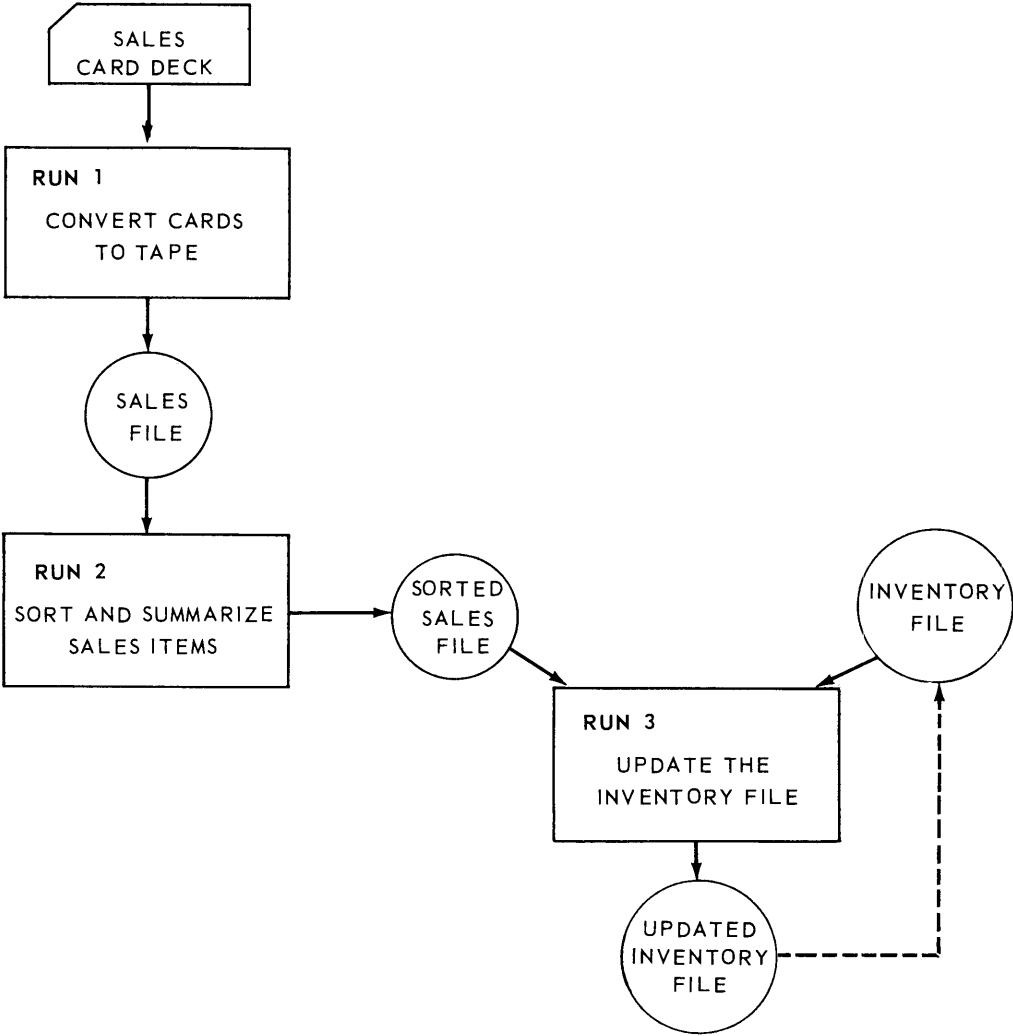 SALES
CARD DECK
RUN 1
CONVERT CARDS
TO TAPE
SALES
FILE
RUN 2
SORT AND SUMMARIZE
SALES ITEMS
SORTED
SALES
FILE
INVENTORY
FILE
RUN 3
UPDATE THE
INVENTORY FILE
UPDATED
INVENTORY
FILE